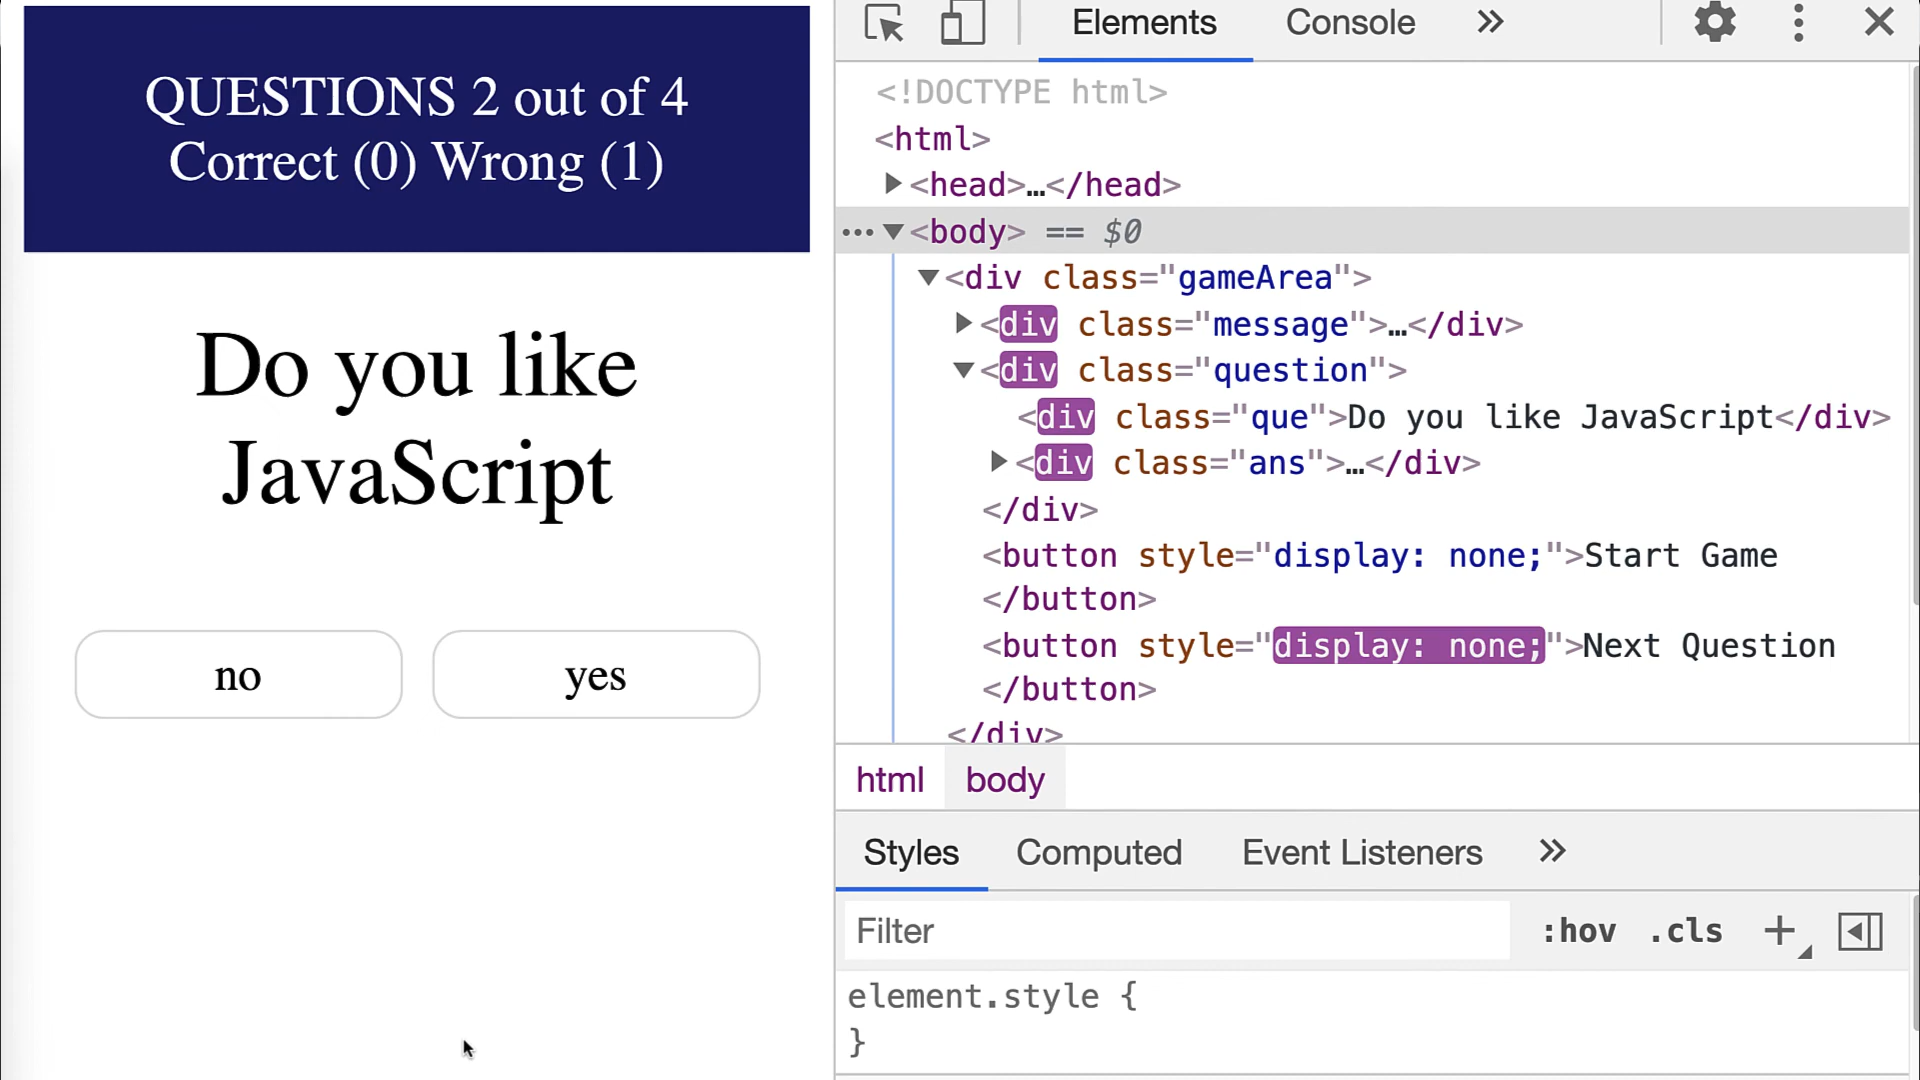 QUESTIONS 2 out of 4
Correct (0) Wrong (1)
Do you like
JavaScript
no
yes
Elements
Console
<!DOCTYPE html>
<html>
<head>…</head>
<body> == $0
<div class="gameArea">
<div class="message">…</div>
<div class="question">
<div class="que">Do you like JavaScript</div>
<div class="ans">…</div>
</div>
<button style="display: none;">Start Game
</button>
<button style="display: none;">Next Question
</button>
</div>
html
body
Styles
Computed
Event Listeners
Filter
:hov
.cls
element.style {
}